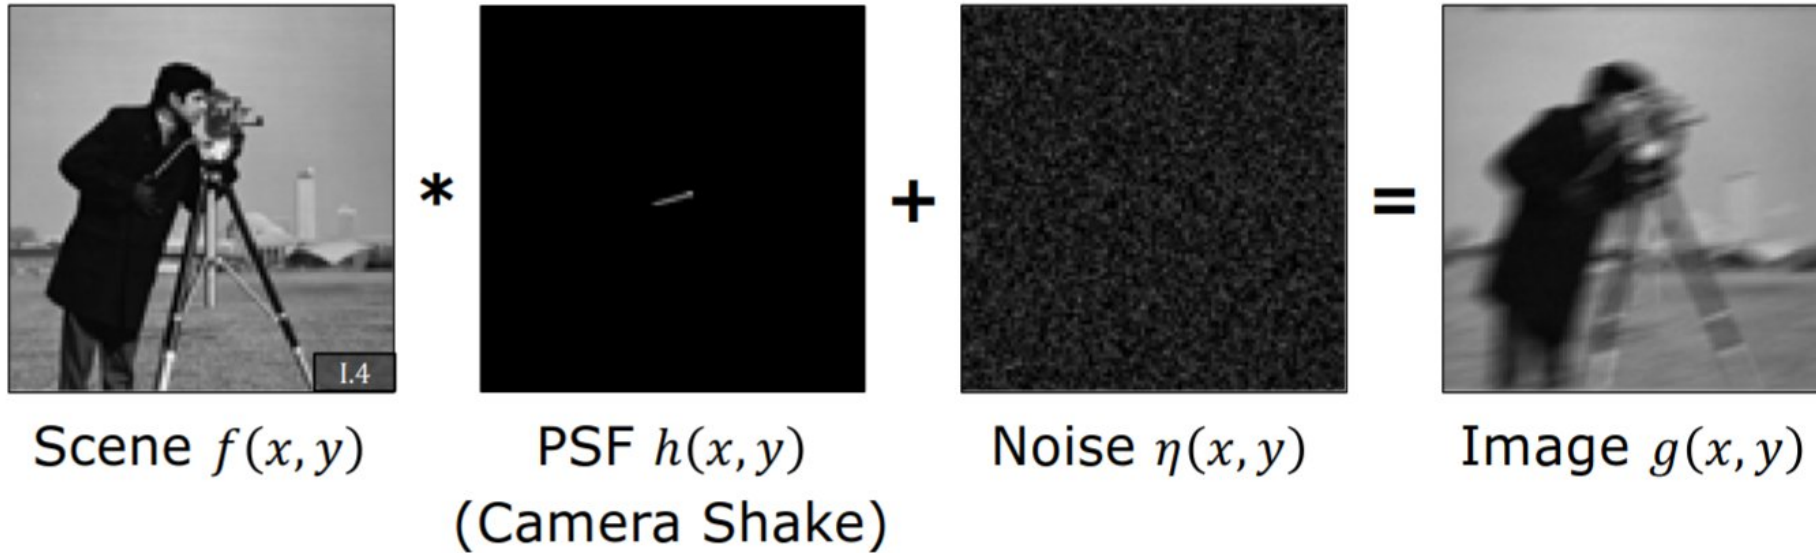 I.4
* + =
Scene f(x, y) PSF h(x, y) Noise η(x, y) Image g(x, y)
(Camera Shake)